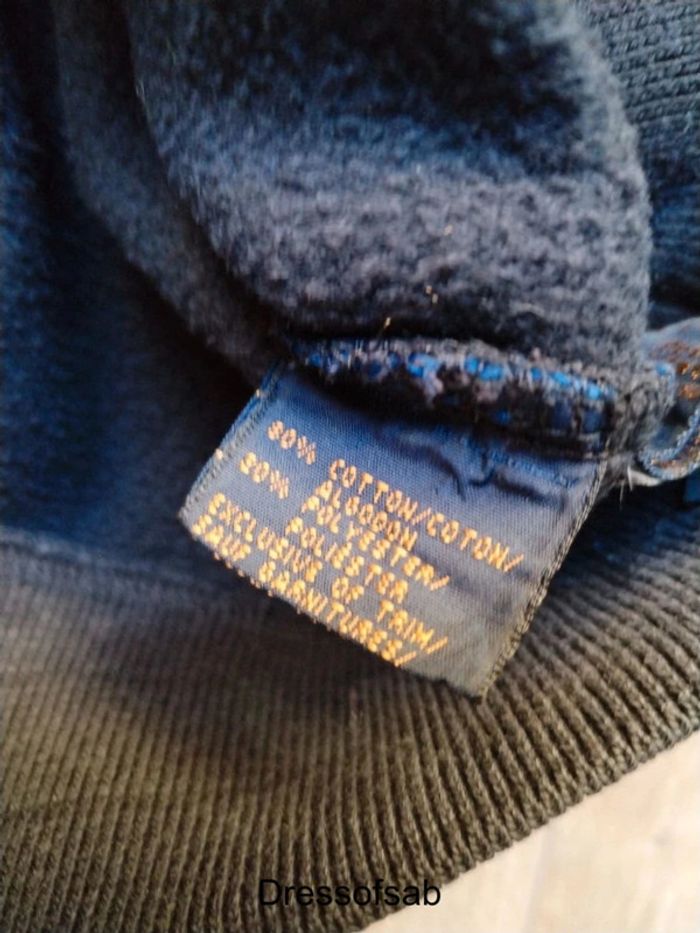 80% COTTON/COTON/
ALGODON
20% POLYESTER/
POLIESTER
EXCLUSIVE OF TRIM/
SAUF GARNITURES/
Dressofsab